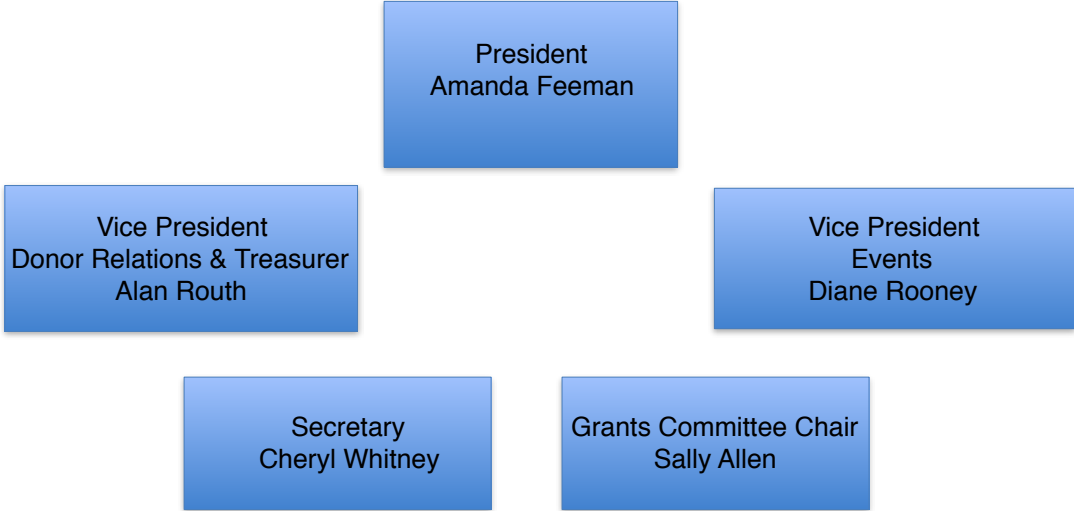 President
Amanda Feeman
Vice President
Donor Relations & Treasurer
Alan Routh
Vice President
Events
Diane Rooney
Secretary
Cheryl Whitney
Grants Committee Chair
Sally Allen